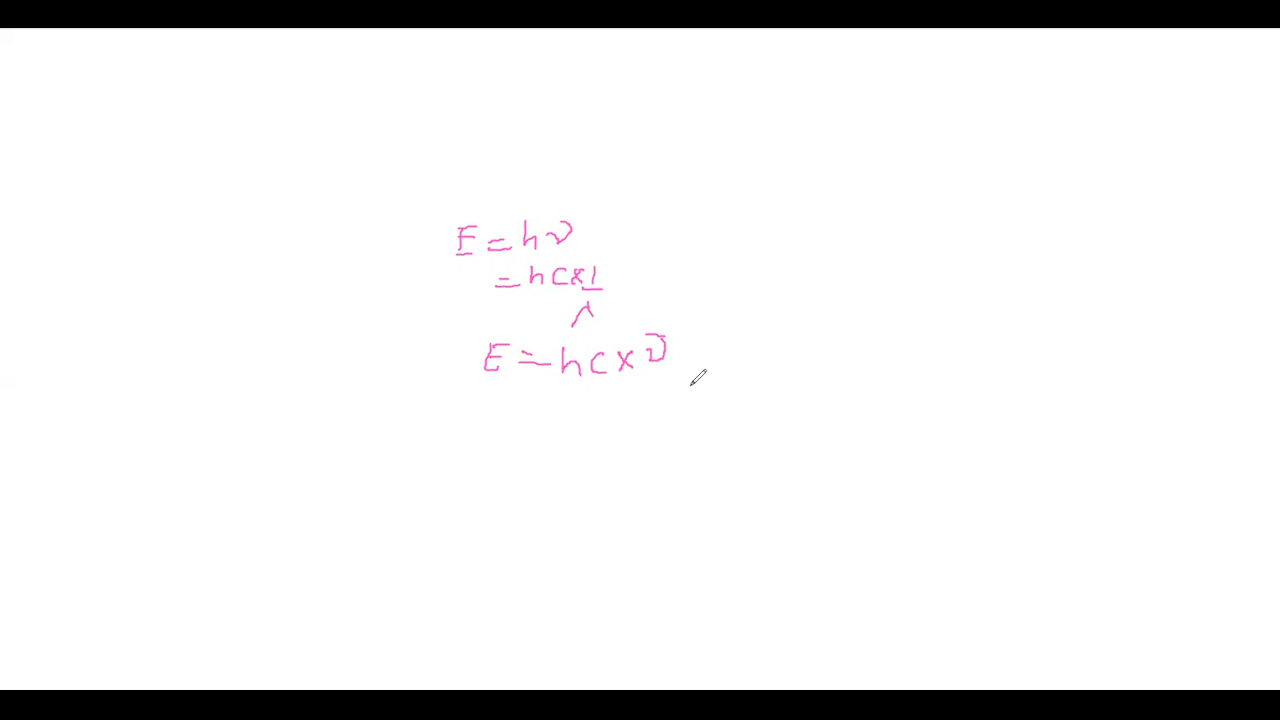 E = hν
= hc × 1
λ
E = hc × ν̄